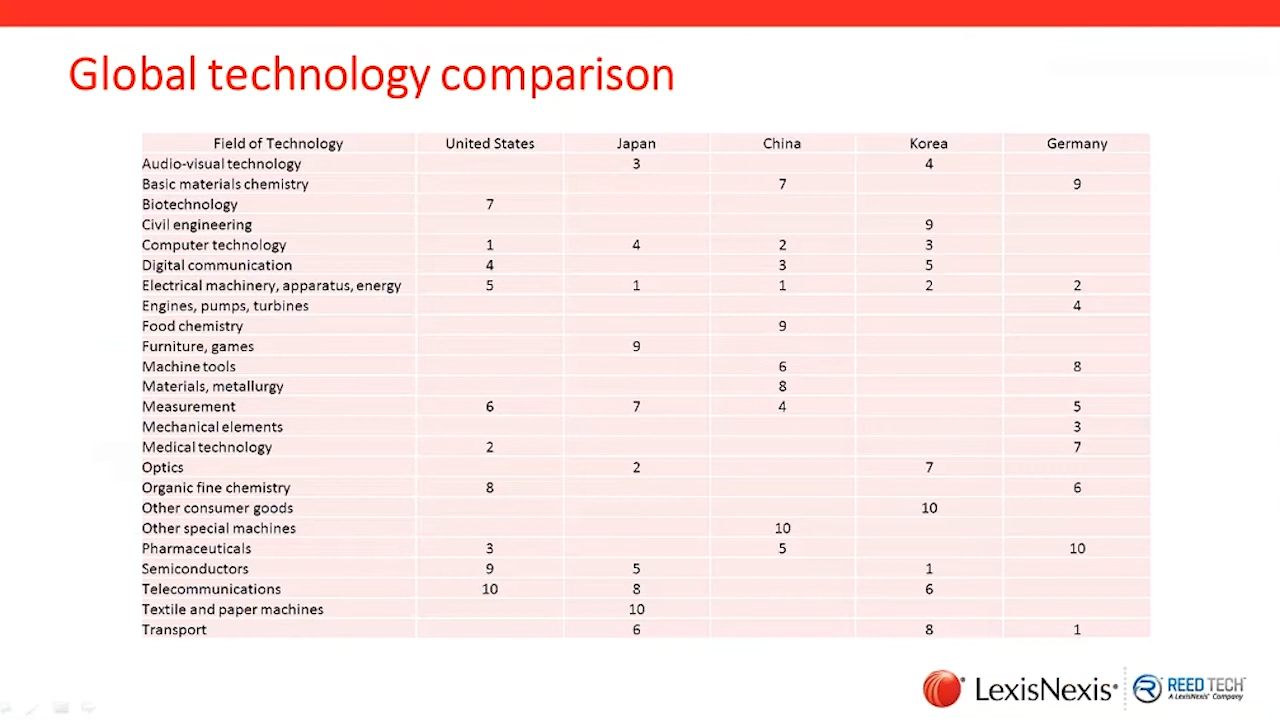 Global technology comparison
Field of Technology United States Japan China Korea Germany
Audio-visual technology 3 4
Basic materials chemistry 7 9
Biotechnology 7
Civil engineering 9
Computer technology 1 4 2 3
Digital communication 4 3 5
Electrical machinery, apparatus, energy 5 1 1 2 2
Engines, pumps, turbines 4
Food chemistry 9
Furniture, games 9
Machine tools 6 8
Materials, metallurgy 8
Measurement 6 7 4 5
Mechanical elements 3
Medical technology 2 7
Optics 2 7
Organic fine chemistry 8 6
Other consumer goods 10
Other special machines 10
Pharmaceuticals 3 5 10
Semiconductors 9 5 1
Telecommunications 10 8 6
Textile and paper machines 10
Transport 6 8 1
LexisNexis® REED TECH™
A LexisNexis® Company